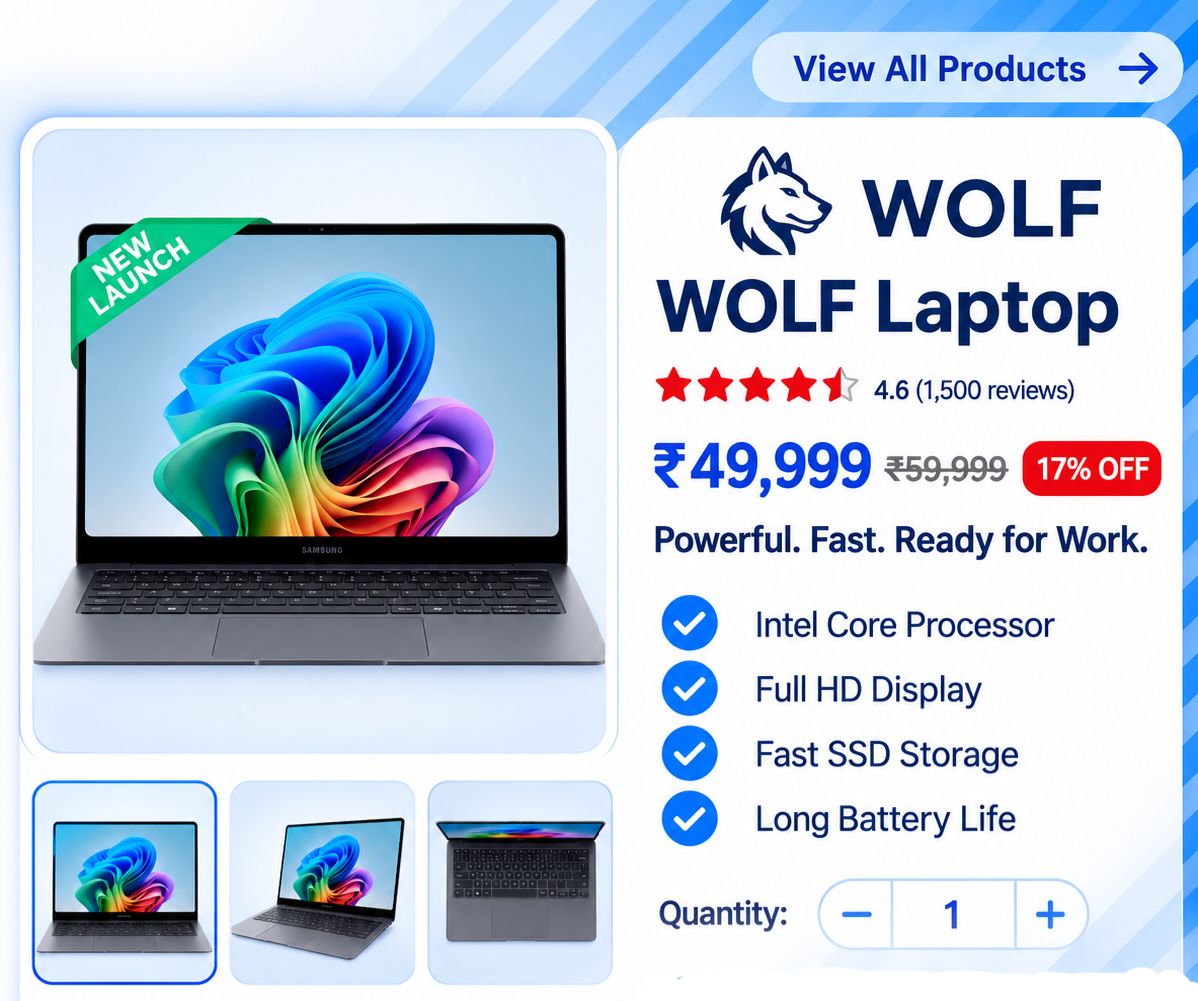 View All Products
NEW
LAUNCH
SAMSUNG
WOLF
WOLF Laptop
4.6 (1,500 reviews)
₹49,999 ₹59,999 17% OFF
Powerful. Fast. Ready for Work.
Intel Core Processor
Full HD Display
Fast SSD Storage
Long Battery Life
Quantity: 1